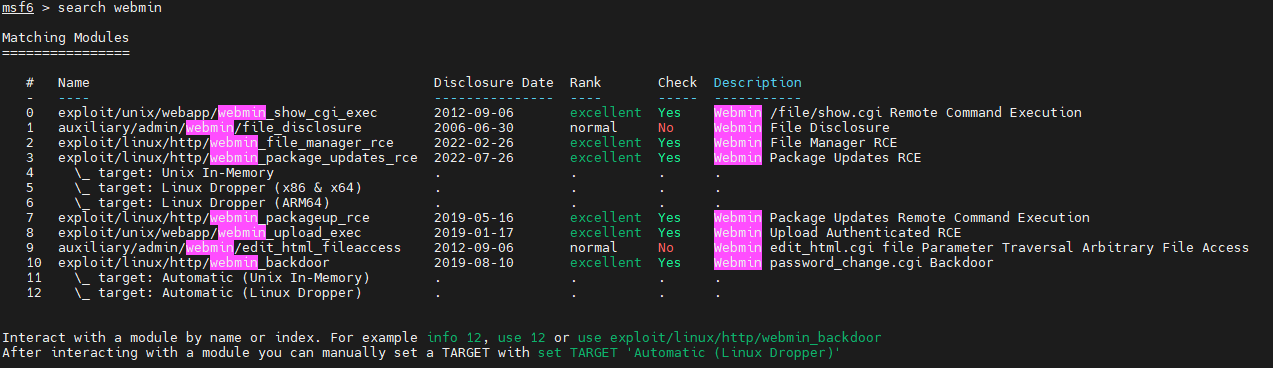 msf6 > search webmin
Matching Modules
================
# Name Disclosure Date Rank Check Description
- ---- --------------- ---- ----- -----------
0 exploit/unix/webapp/webmin_show_cgi_exec 2012-09-06 excellent Yes Webmin /file/show.cgi Remote Command Execution
1 auxiliary/admin/webmin/file_disclosure 2006-06-30 normal No Webmin File Disclosure
2 exploit/linux/http/webmin_file_manager_rce 2022-02-26 excellent Yes Webmin File Manager RCE
3 exploit/linux/http/webmin_package_updates_rce 2022-07-26 excellent Yes Webmin Package Updates RCE
4 \_ target: Unix In-Memory . . . .
5 \_ target: Linux Dropper (x86 & x64) . . . .
6 \_ target: Linux Dropper (ARM64) . . . .
7 exploit/linux/http/webmin_packageup_rce 2019-05-16 excellent Yes Webmin Package Updates Remote Command Execution
8 exploit/unix/webapp/webmin_upload_exec 2019-01-17 excellent Yes Webmin Upload Authenticated RCE
9 auxiliary/admin/webmin/edit_html_fileaccess 2012-09-06 normal No Webmin edit_html.cgi file Parameter Traversal Arbitrary File Access
10 exploit/linux/http/webmin_backdoor 2019-08-10 excellent Yes Webmin password_change.cgi Backdoor
11 \_ target: Automatic (Unix In-Memory) . . . .
12 \_ target: Automatic (Linux Dropper) . . . .
Interact with a module by name or index. For example info 12, use 12 or use exploit/linux/http/webmin_backdoor
After interacting with a module you can manually set a TARGET with set TARGET 'Automatic (Linux Dropper)'